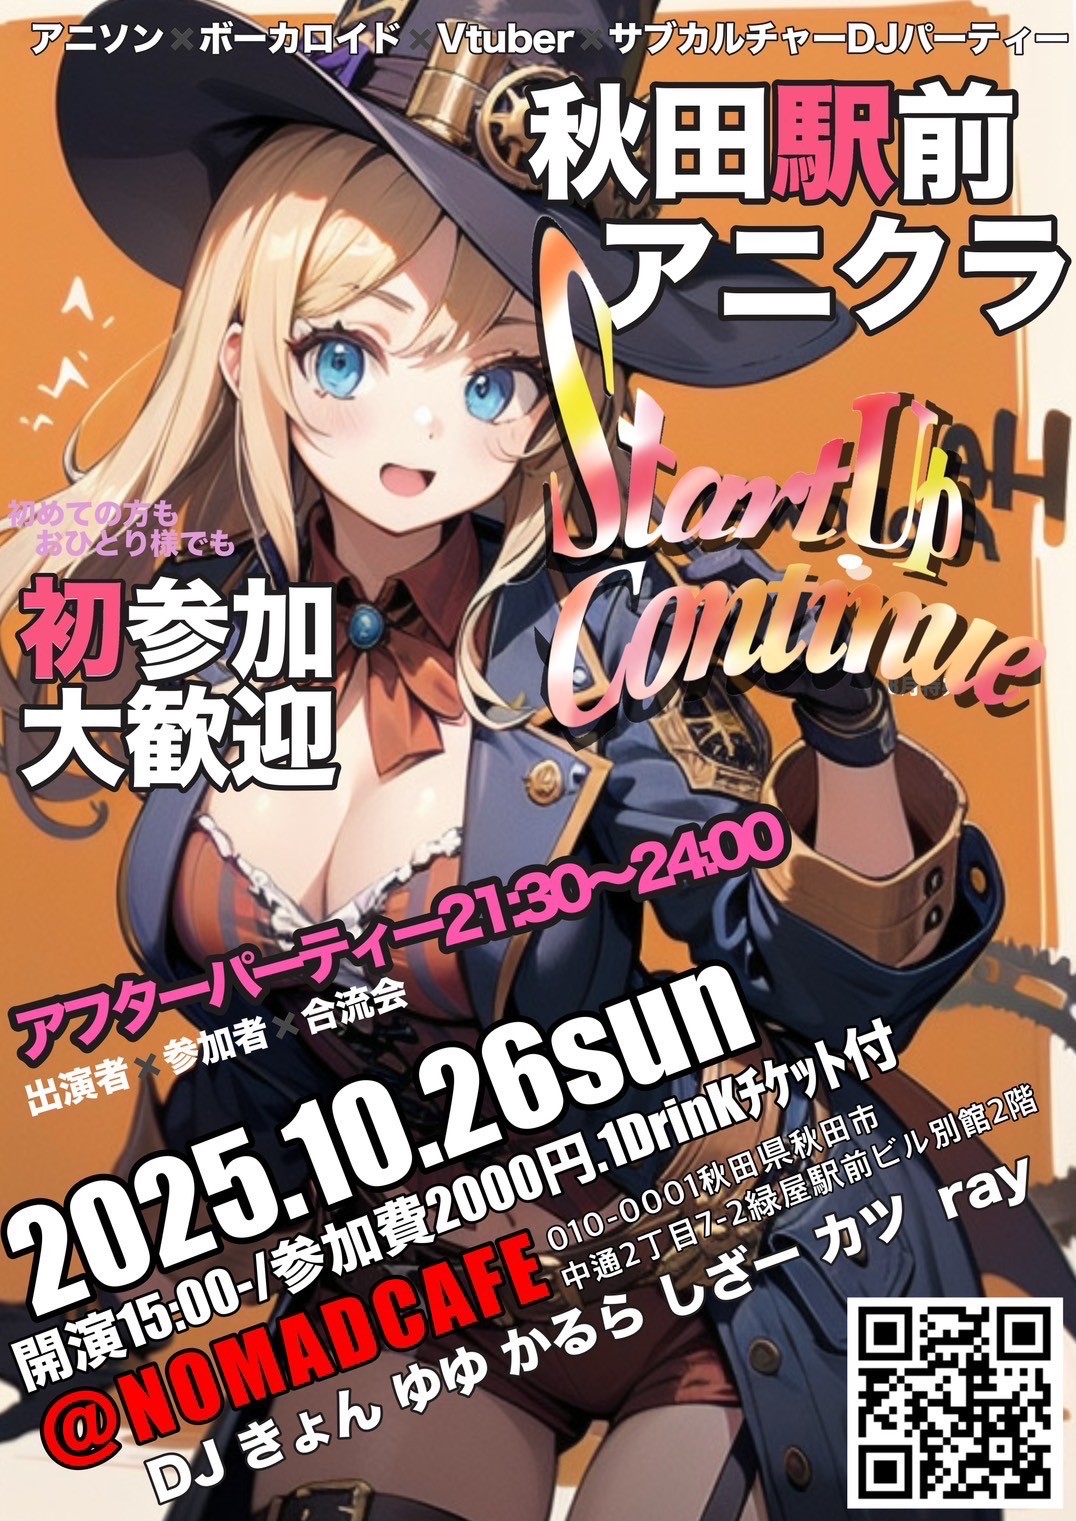 アニソン×ボーカロイド×Vtuber×サブカルチャーDJパーティー
秋田駅前
アニクラ
StartUp
Continue
初めての方も
おひとり様でも
初参加
大歓迎
アフターパーティー21:30〜24:00
出演者×参加者×合流会
2025.10.26sun
開演15:00-/参加費2000円.1DrinKチケット付
@NOMADCAFE
010-0001秋田県秋田市
中通2丁目7-2緑屋駅前ビル別館2階
DJ きょん ゆゆ かるら しざー カツ ray